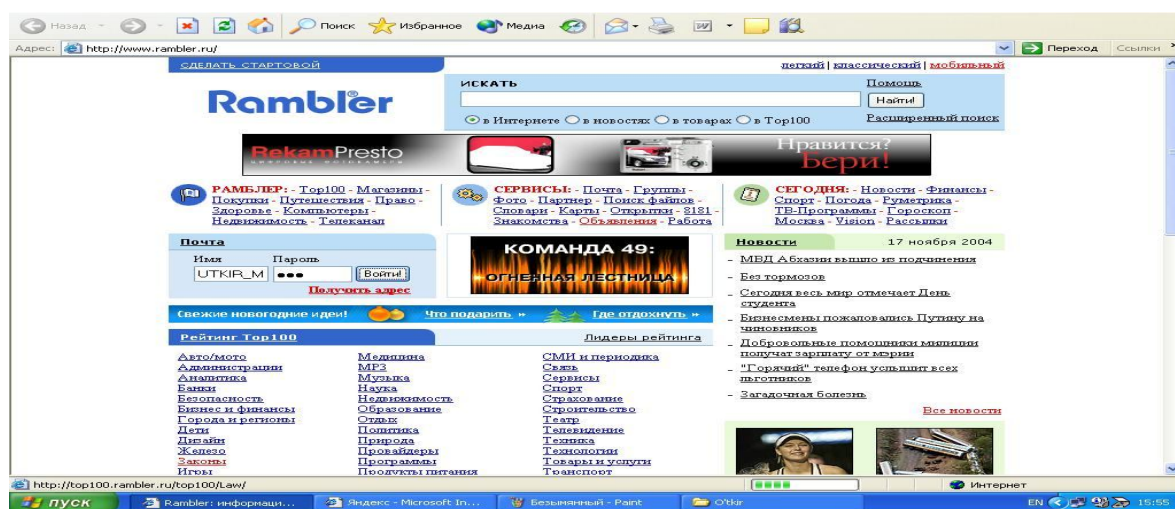 Назад Поиск Избранное Медиа
Адрес: http://www.rambler.ru/ Переход Ссылки
СДЕЛАТЬ СТАРТОВОЙ
легкий | классический | мобильный
Rambler
ИСКАТЬ
Помощь
Найти!
в Интернете в новостях в товарах в Top100
Расширенный поиск
RekamPresto
Нравится?
Бери!
РАМБЛЕР: - Top100 - Магазины -
Покупки - Путешествия - Право -
Здоровье - Компьютеры -
Недвижимость - Телеканал
СЕРВИСЫ: - Почта - Группы -
Фото - Партнер - Поиск файлов -
Словари - Карты - Открытки - 8181 -
Знакомства - Объявления - Работа
СЕГОДНЯ: - Новости - Финансы -
Спорт - Погода - Руметрика -
ТВ-Программы - Гороскоп -
Москва - Vision - Рассылки
Почта
Имя Пароль
UTKIR_M ●●● Войти!
Получить адрес
КОМАНДА 49:
ОГНЕННАЯ ЛЕСТНИЦА
Новости 17 ноября 2004
- МВД Абхазии вышло из подчинения
- Без тормозов
- Сегодня весь мир отмечает День
студента
- Бизнесмены пожаловались Путину на
чиновников
- Добровольные помощники милиции
получат зарплату от мэрии
- "Горячий" телефон услышит всех
льготников
- Загадочная болезнь
Все новости
Свежие новогодние идеи! Что подарить » Где отдохнуть »
Рейтинг Top100 Лидеры рейтинга
Авто/мото
Администрации
Аналитика
Банки
Безопасность
Бизнес и финансы
Города и регионы
Дети
Дизайн
Железо
Законы
Игры
Медицина
MP3
Музыка
Наука
Недвижимость
Образование
Отдых
Политика
Природа
Провайдеры
Программы
Продукты питания
СМИ и периодика
Связь
Сервисы
Спорт
Страхование
Строительство
Театр
Телевидение
Техника
Технологии
Товары и услуги
Транспорт
http://top100.rambler.ru/top100/Law/ Интернет
пуск Rambler: информаци... Яндекс - Microsoft In... Безымянный - Paint O'tkir EN 15:55